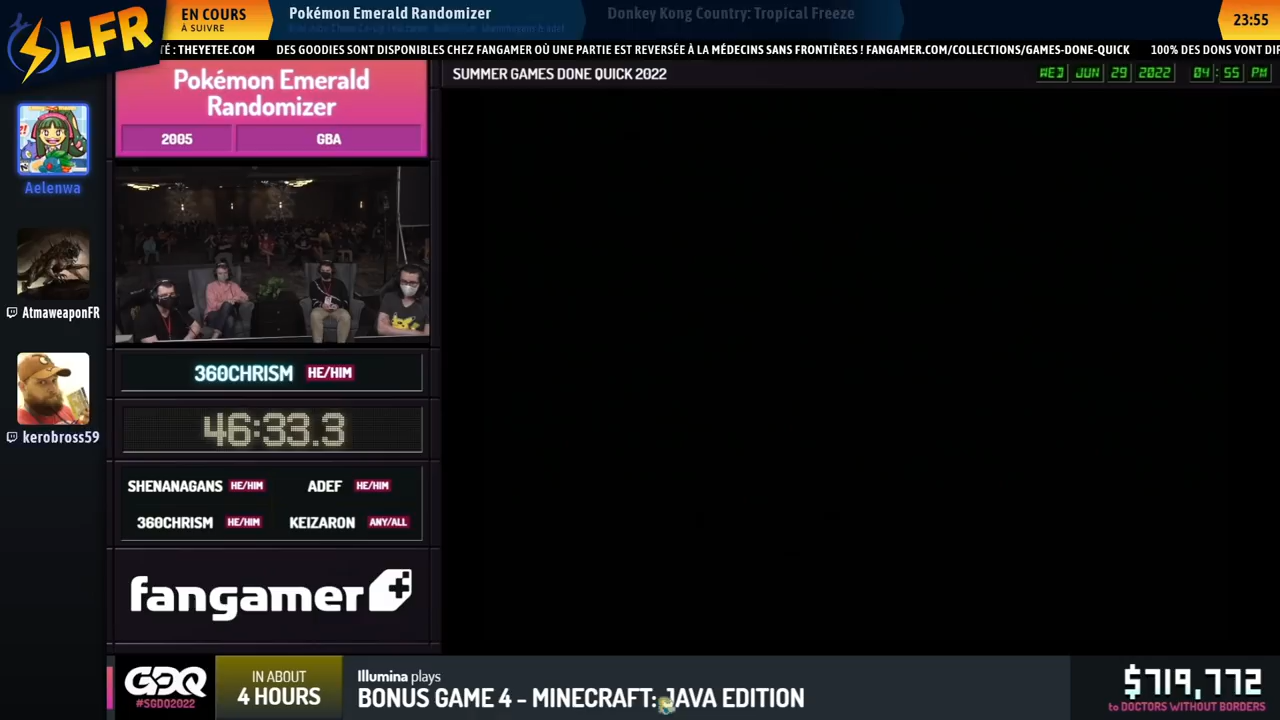 LFR
EN COURS
À SUIVRE
Pokémon Emerald Randomizer
Donkey Kong Country: Tropical Freeze
23:55
TÉ : THEYETEE.COM DES GOODIES SONT DISPONIBLES CHEZ FANGAMER OÙ UNE PARTIE EST REVERSÉE À LA MÉDECINS SANS FRONTIÈRES ! FANGAMER.COM/COLLECTIONS/GAMES-DONE-QUICK 100% DES DONS VONT DIR
Pokémon Emerald
Randomizer
2005 GBA
SUMMER GAMES DONE QUICK 2022
WED JUN 29 2022 04:55 PM
Aelenwa
AtmaweaponFR
kerobross59
360CHRISM HE/HIM
46:33.3
SHENANAGANS HE/HIM ADEF HE/HIM
360CHRISM HE/HIM KEIZARON ANY/ALL
fangamer
GDQ
#SGDQ2022
IN ABOUT
4 HOURS
Illumina plays
BONUS GAME 4 - MINECRAFT: JAVA EDITION
$719,772
to DOCTORS WITHOUT BORDERS